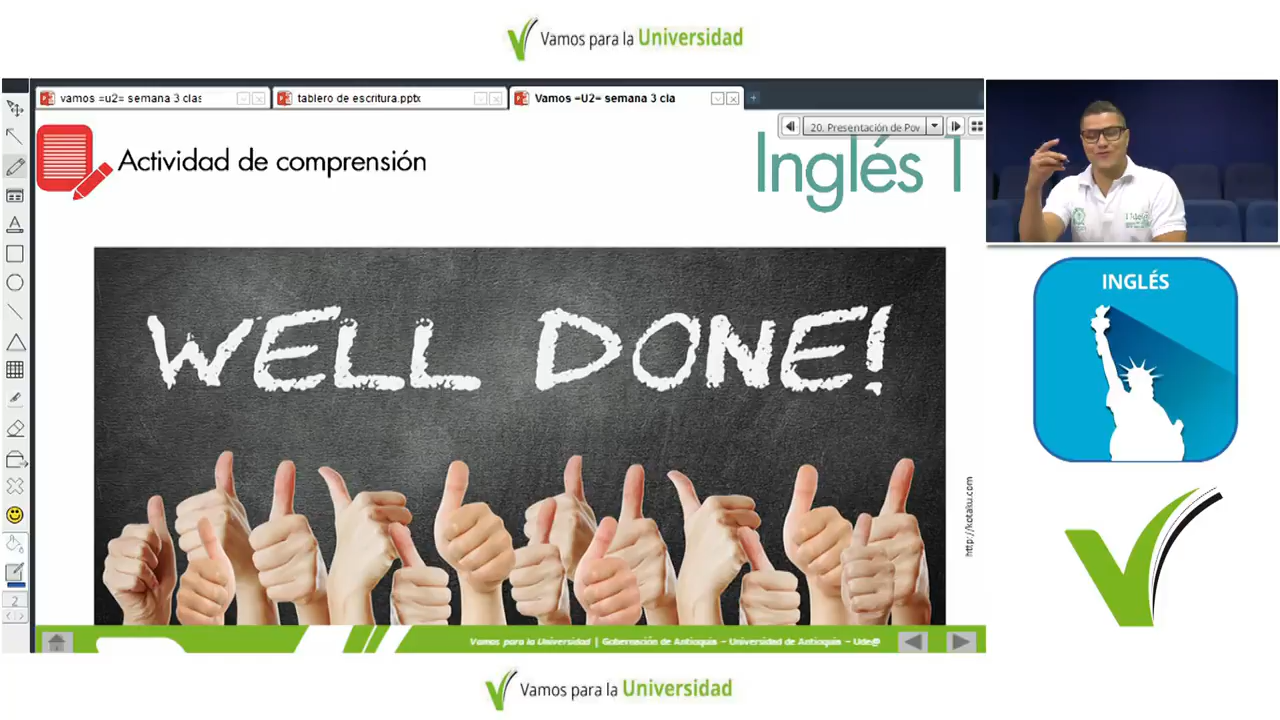 Vamos para la Universidad
vamos =u2= semana 3 clas
tablero de escritura.pptx
Vamos =U2= semana 3 cla
20. Presentación de Pov
Actividad de comprensión
Inglés 1
INGLÉS
WELL DONE!
http://kotaku.com
2
Vamos para la Universidad | Gobernación de Antioquia – Universidad de Antioquia – Ude@
Vamos para la Universidad